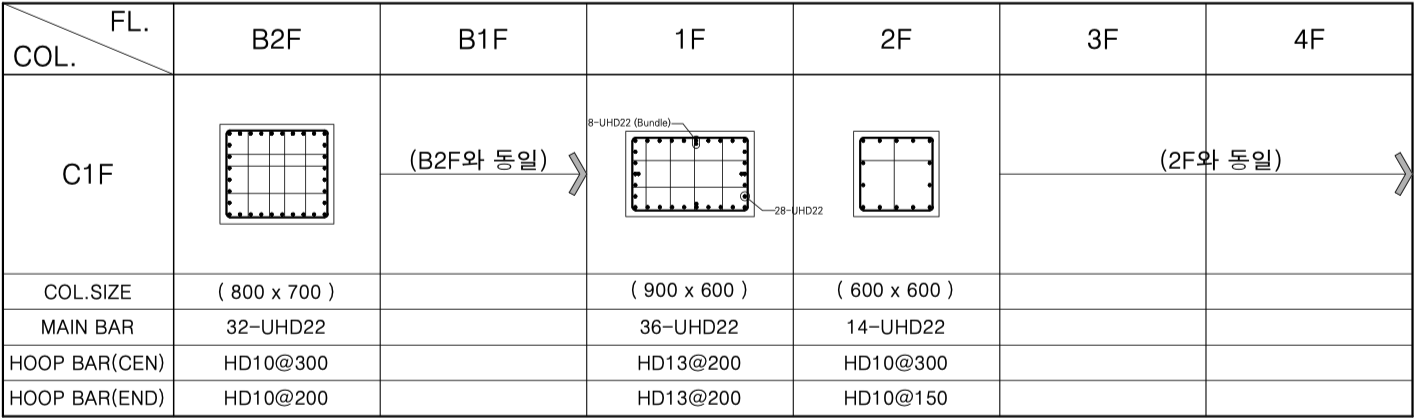 FL.
COL.
B2F B1F 1F 2F 3F 4F
C1F
8-UHD22 (Bundle)
(B2F와 동일)
(2F와 동일)
28-UHD22
COL.SIZE ( 800 x 700 ) ( 900 x 600 ) ( 600 x 600 )
MAIN BAR 32-UHD22 36-UHD22 14-UHD22
HOOP BAR(CEN) HD10@300 HD13@200 HD10@300
HOOP BAR(END) HD10@200 HD13@200 HD10@150